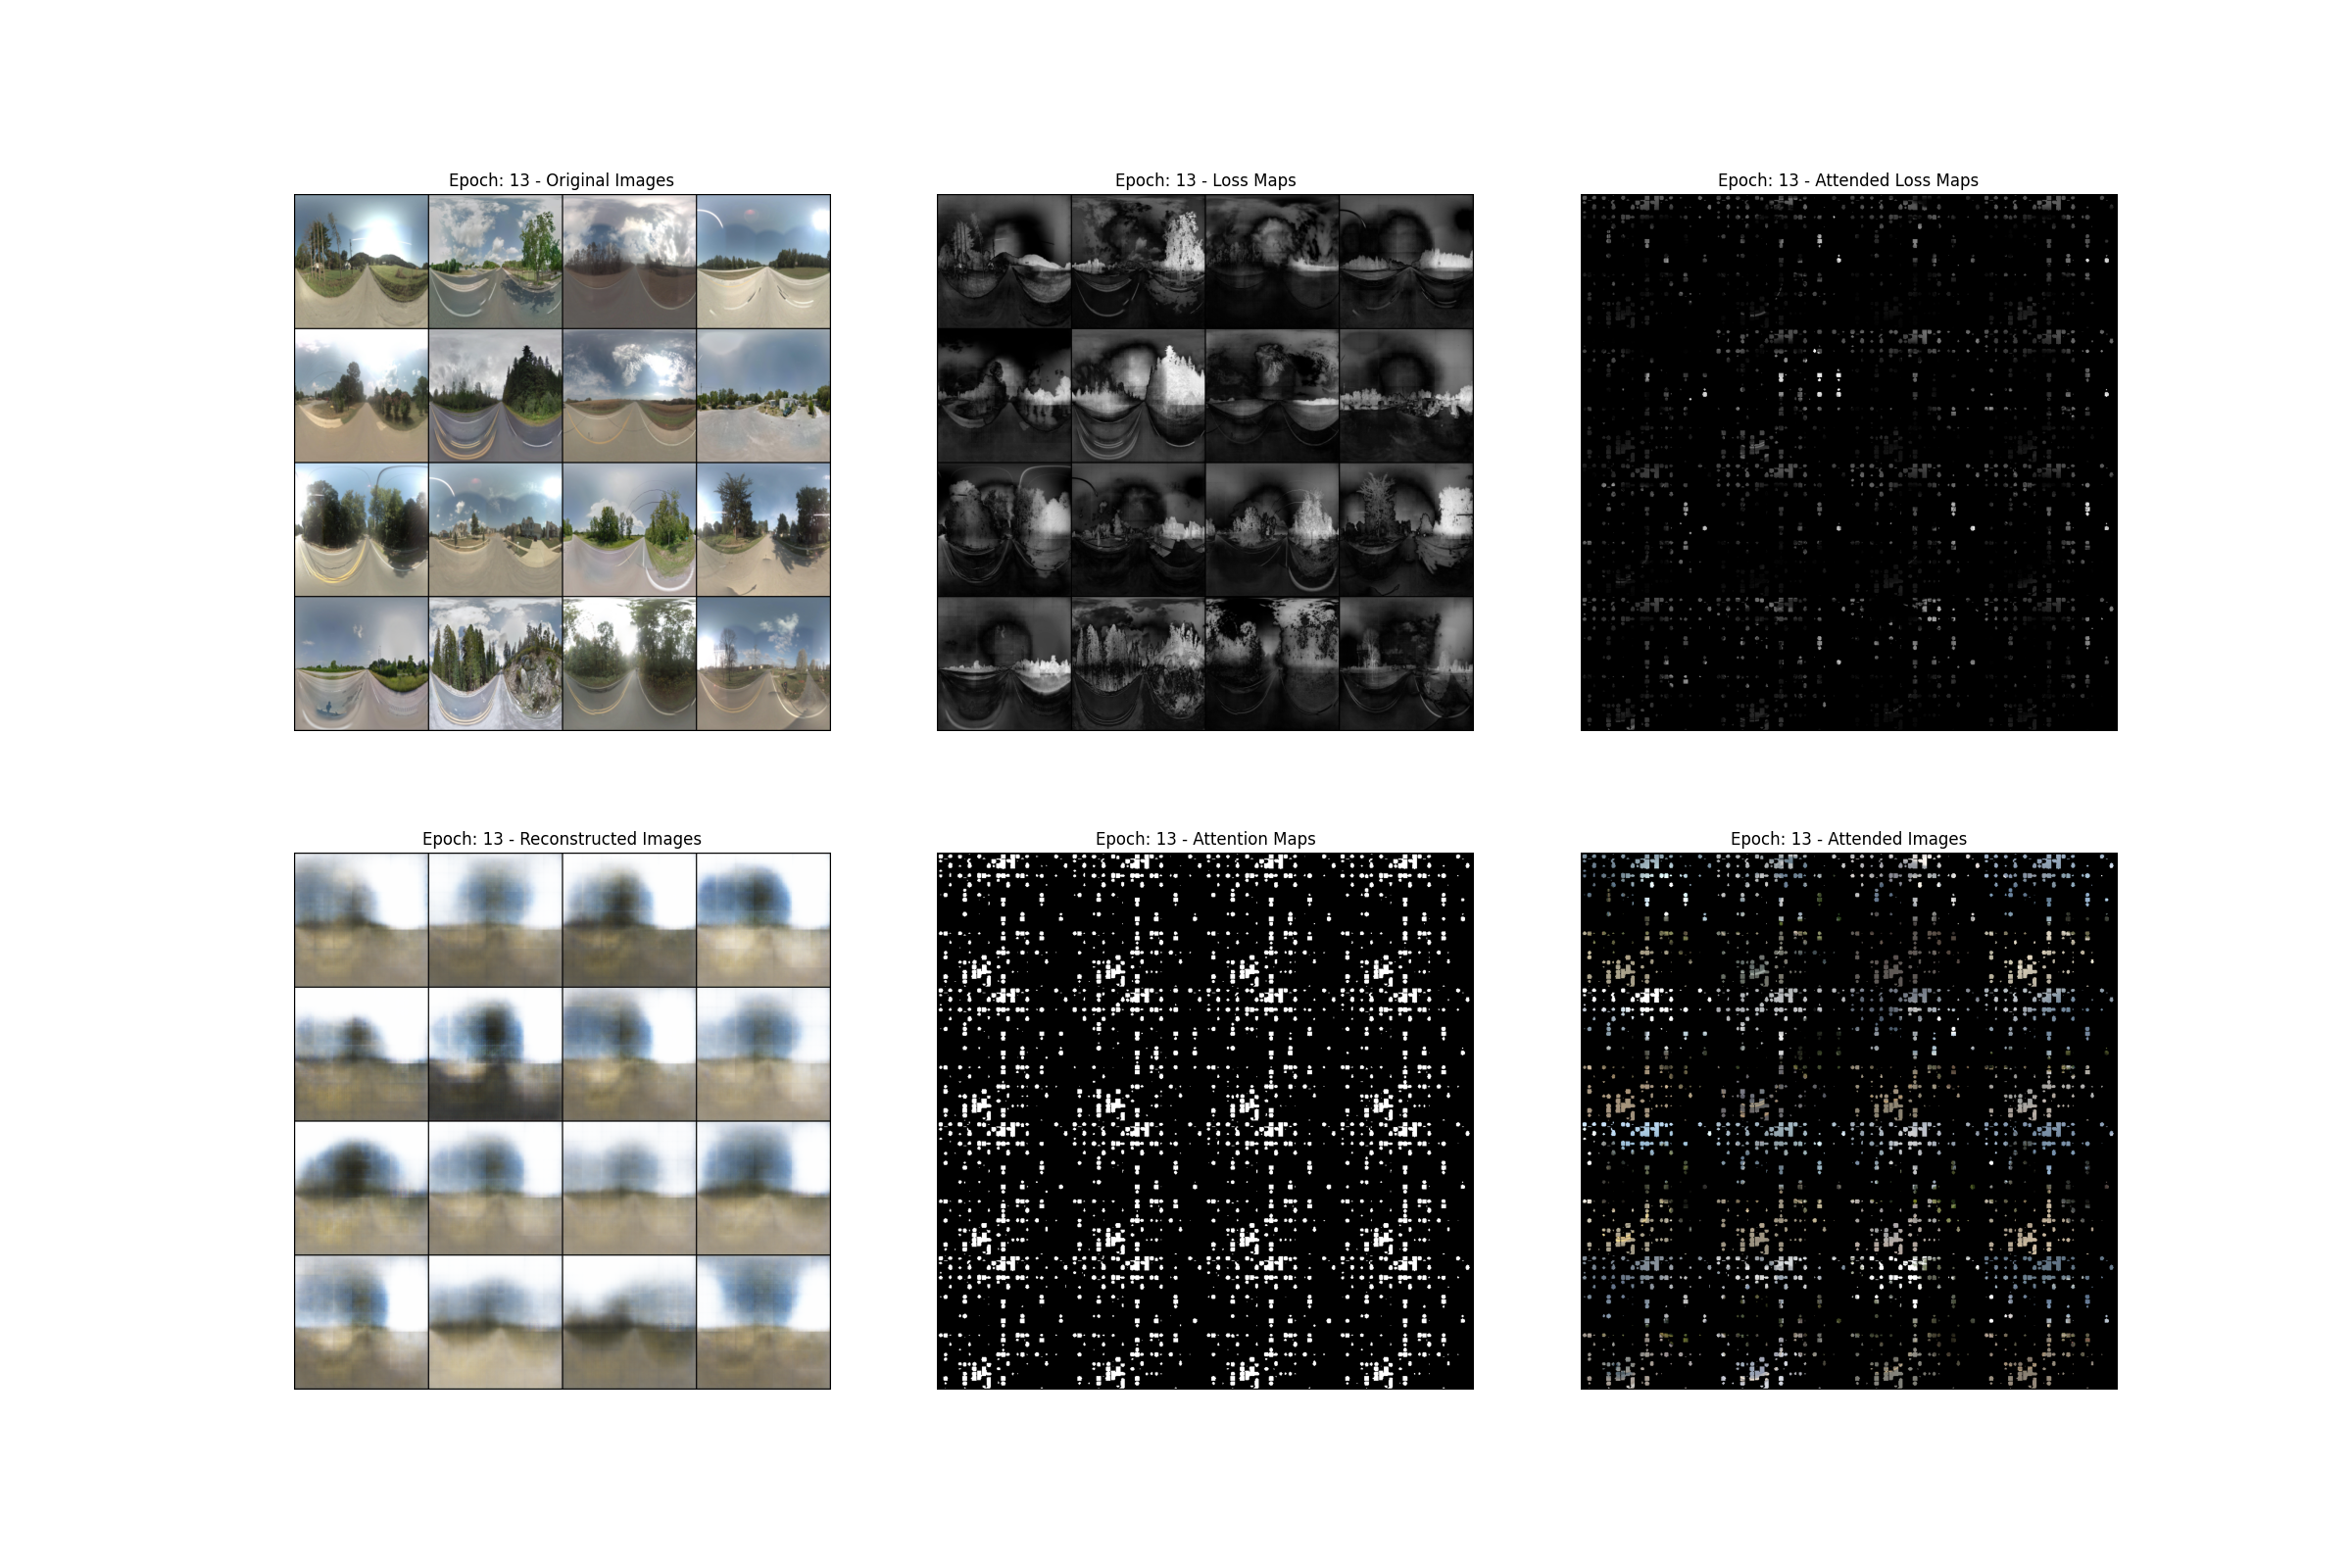 Epoch: 13 - Original Images
Epoch: 13 - Loss Maps
Epoch: 13 - Attended Loss Maps
Epoch: 13 - Reconstructed Images
Epoch: 13 - Attention Maps
Epoch: 13 - Attended Images